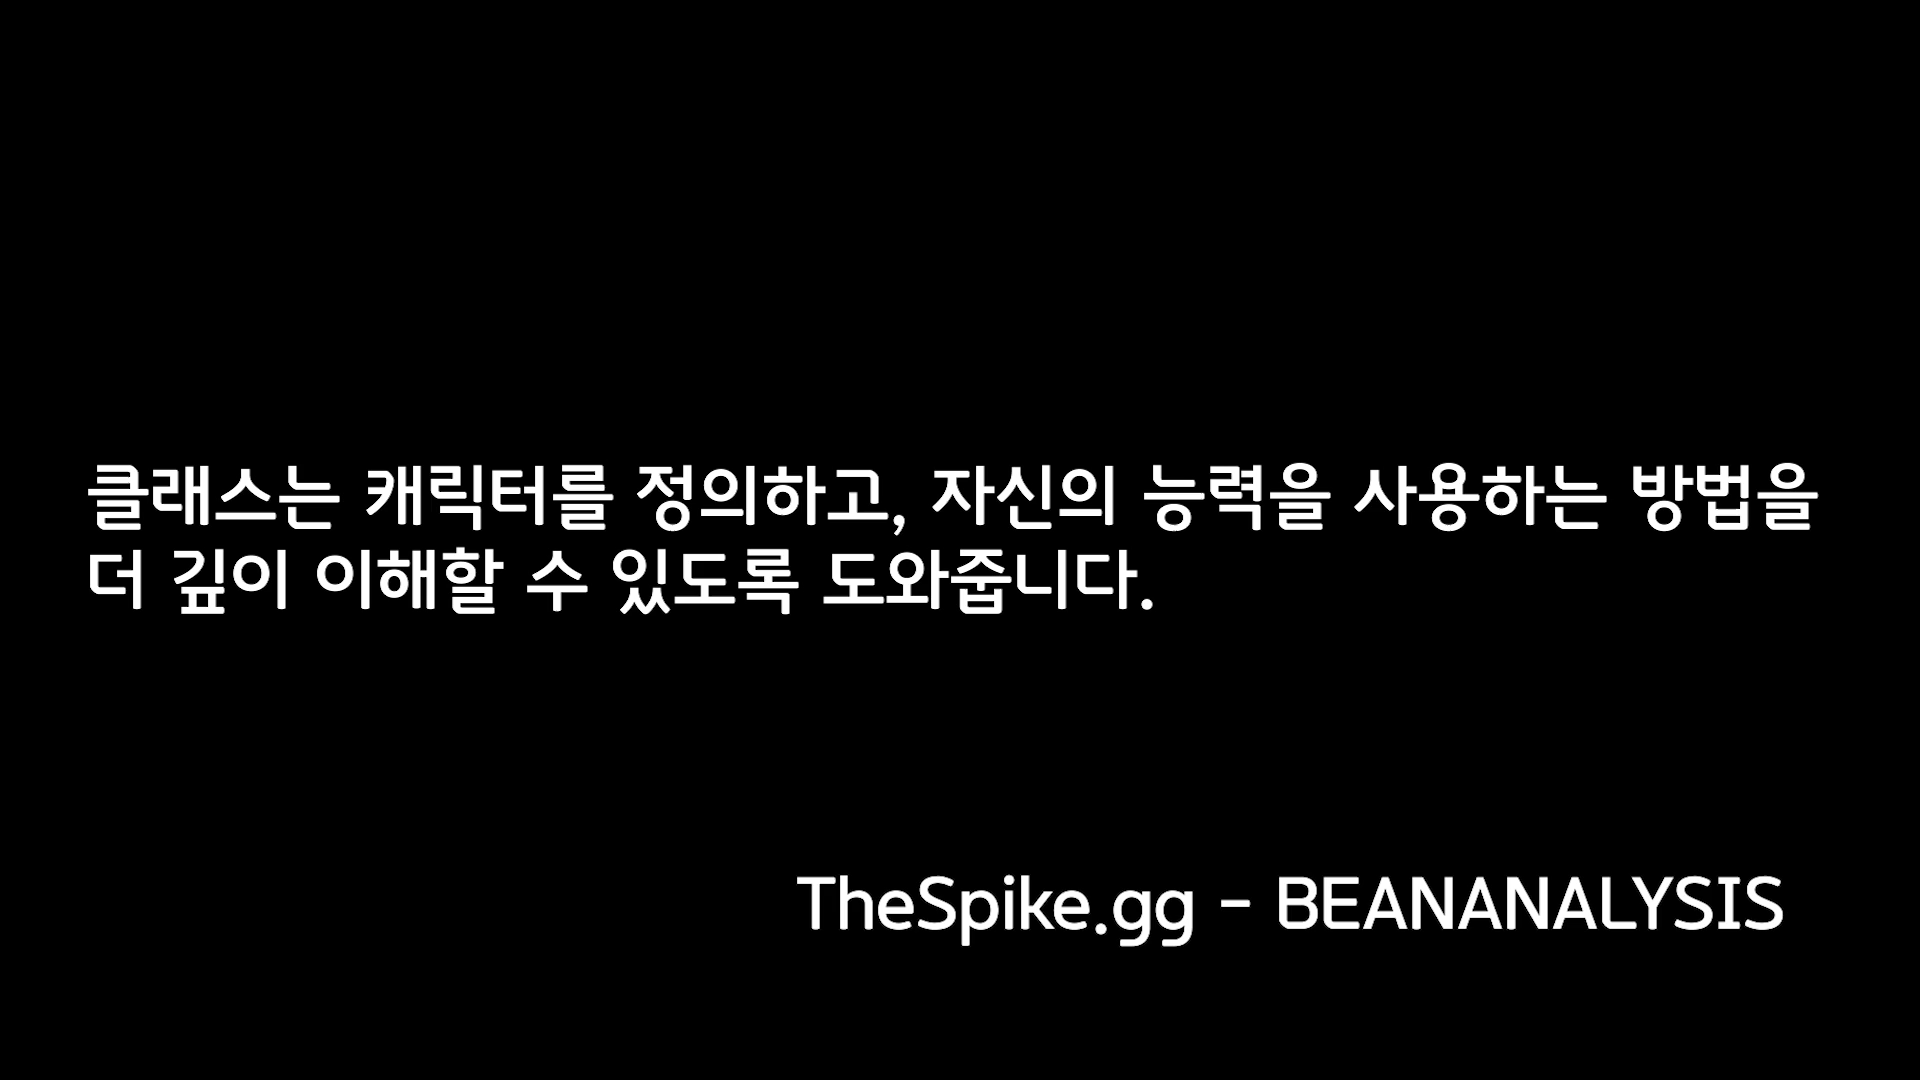 클래스는 캐릭터를 정의하고, 자신의 능력을 사용하는 방법을
더 깊이 이해할 수 있도록 도와줍니다.
TheSpike.gg - BEANANALYSIS